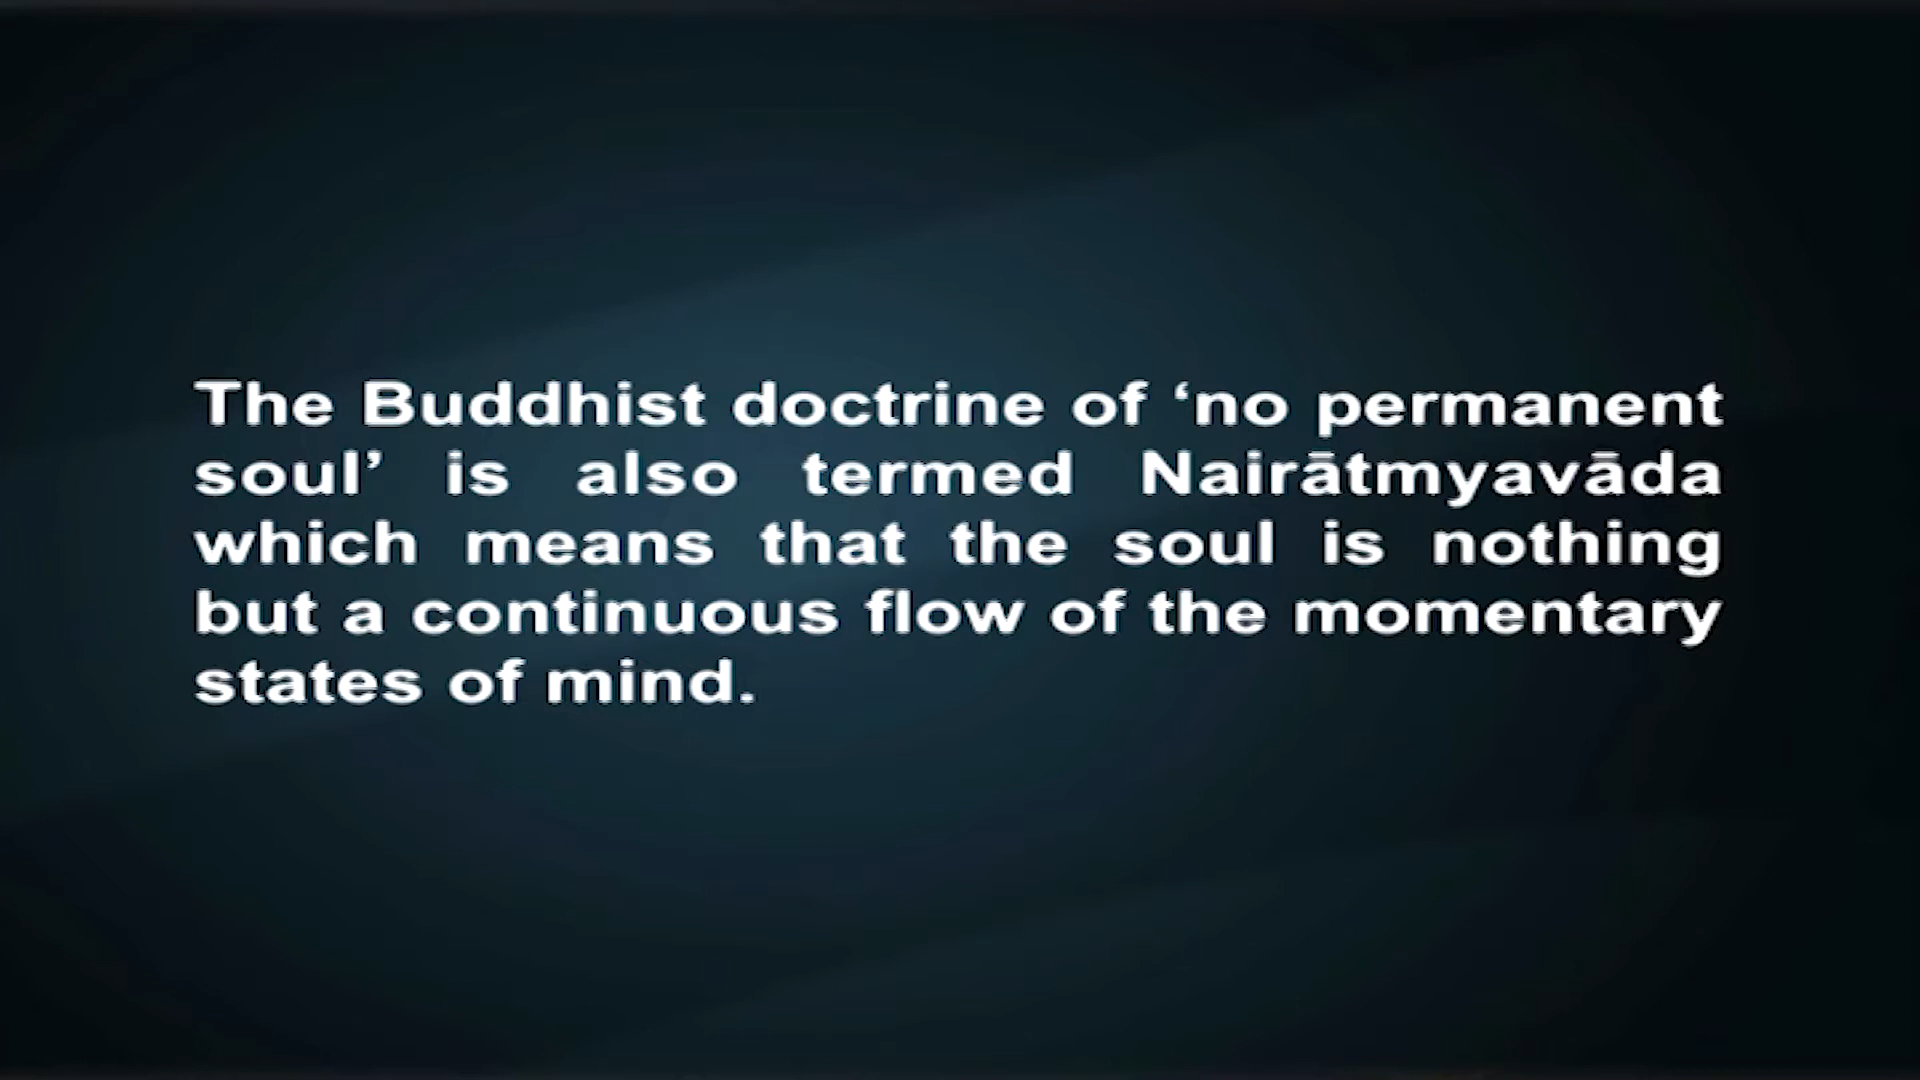 The Buddhist doctrine of ‘no permanent
soul’ is also termed Nairātmyavāda
which means that the soul is nothing
but a continuous flow of the momentary
states of mind.